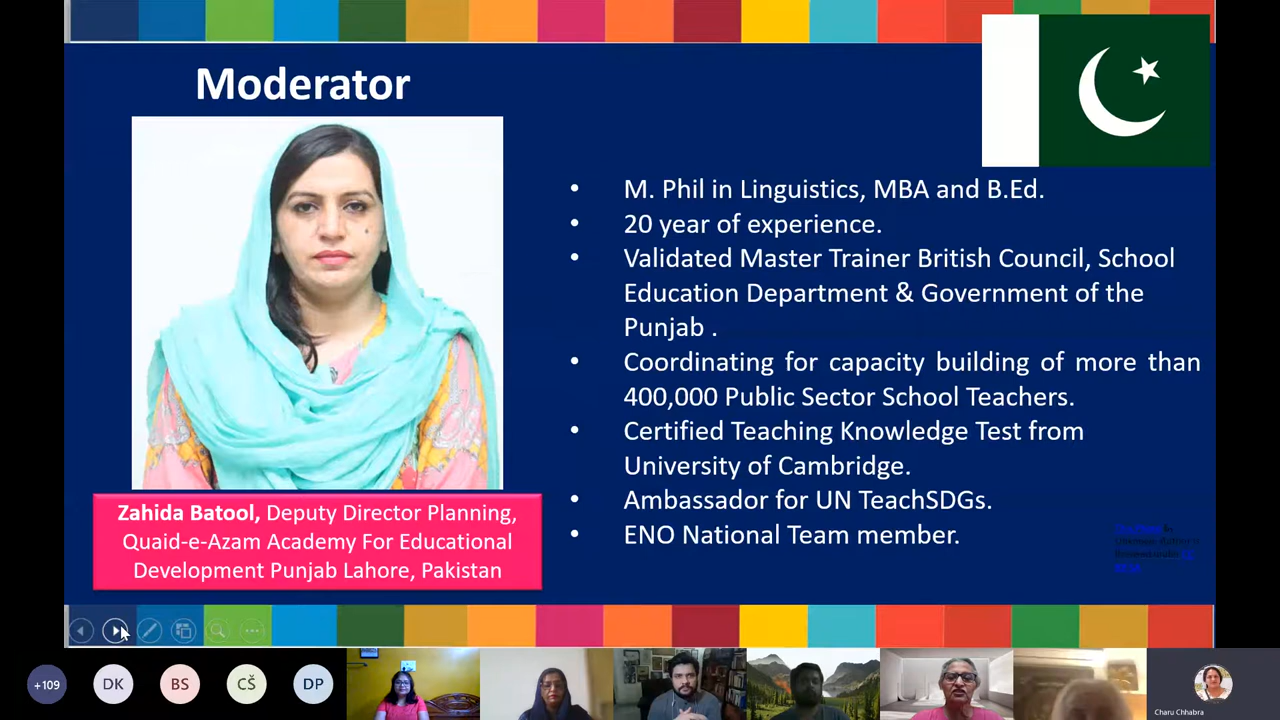 Moderator
• M. Phil in Linguistics, MBA and B.Ed.
• 20 year of experience.
• Validated Master Trainer British Council, School
Education Department & Government of the
Punjab .
• Coordinating for capacity building of more than
400,000 Public Sector School Teachers.
• Certified Teaching Knowledge Test from
University of Cambridge.
• Ambassador for UN TeachSDGs.
• ENO National Team member.
Zahida Batool, Deputy Director Planning,
Quaid-e-Azam Academy For Educational
Development Punjab Lahore, Pakistan
+109
DK
BS
CŠ
DP
Charu Chhabra